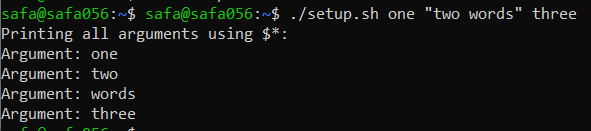 safa@safa056:~$ safa@safa056:~$ ./setup.sh one "two words" three
Printing all arguments using $*:
Argument: one
Argument: two
Argument: words
Argument: three